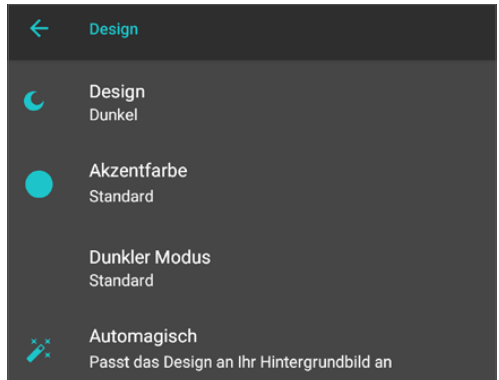 Design
Design
Dunkel
Akzentfarbe
Standard
Dunkler Modus
Standard
Automagisch
Passt das Design an Ihr Hintergrundbild an